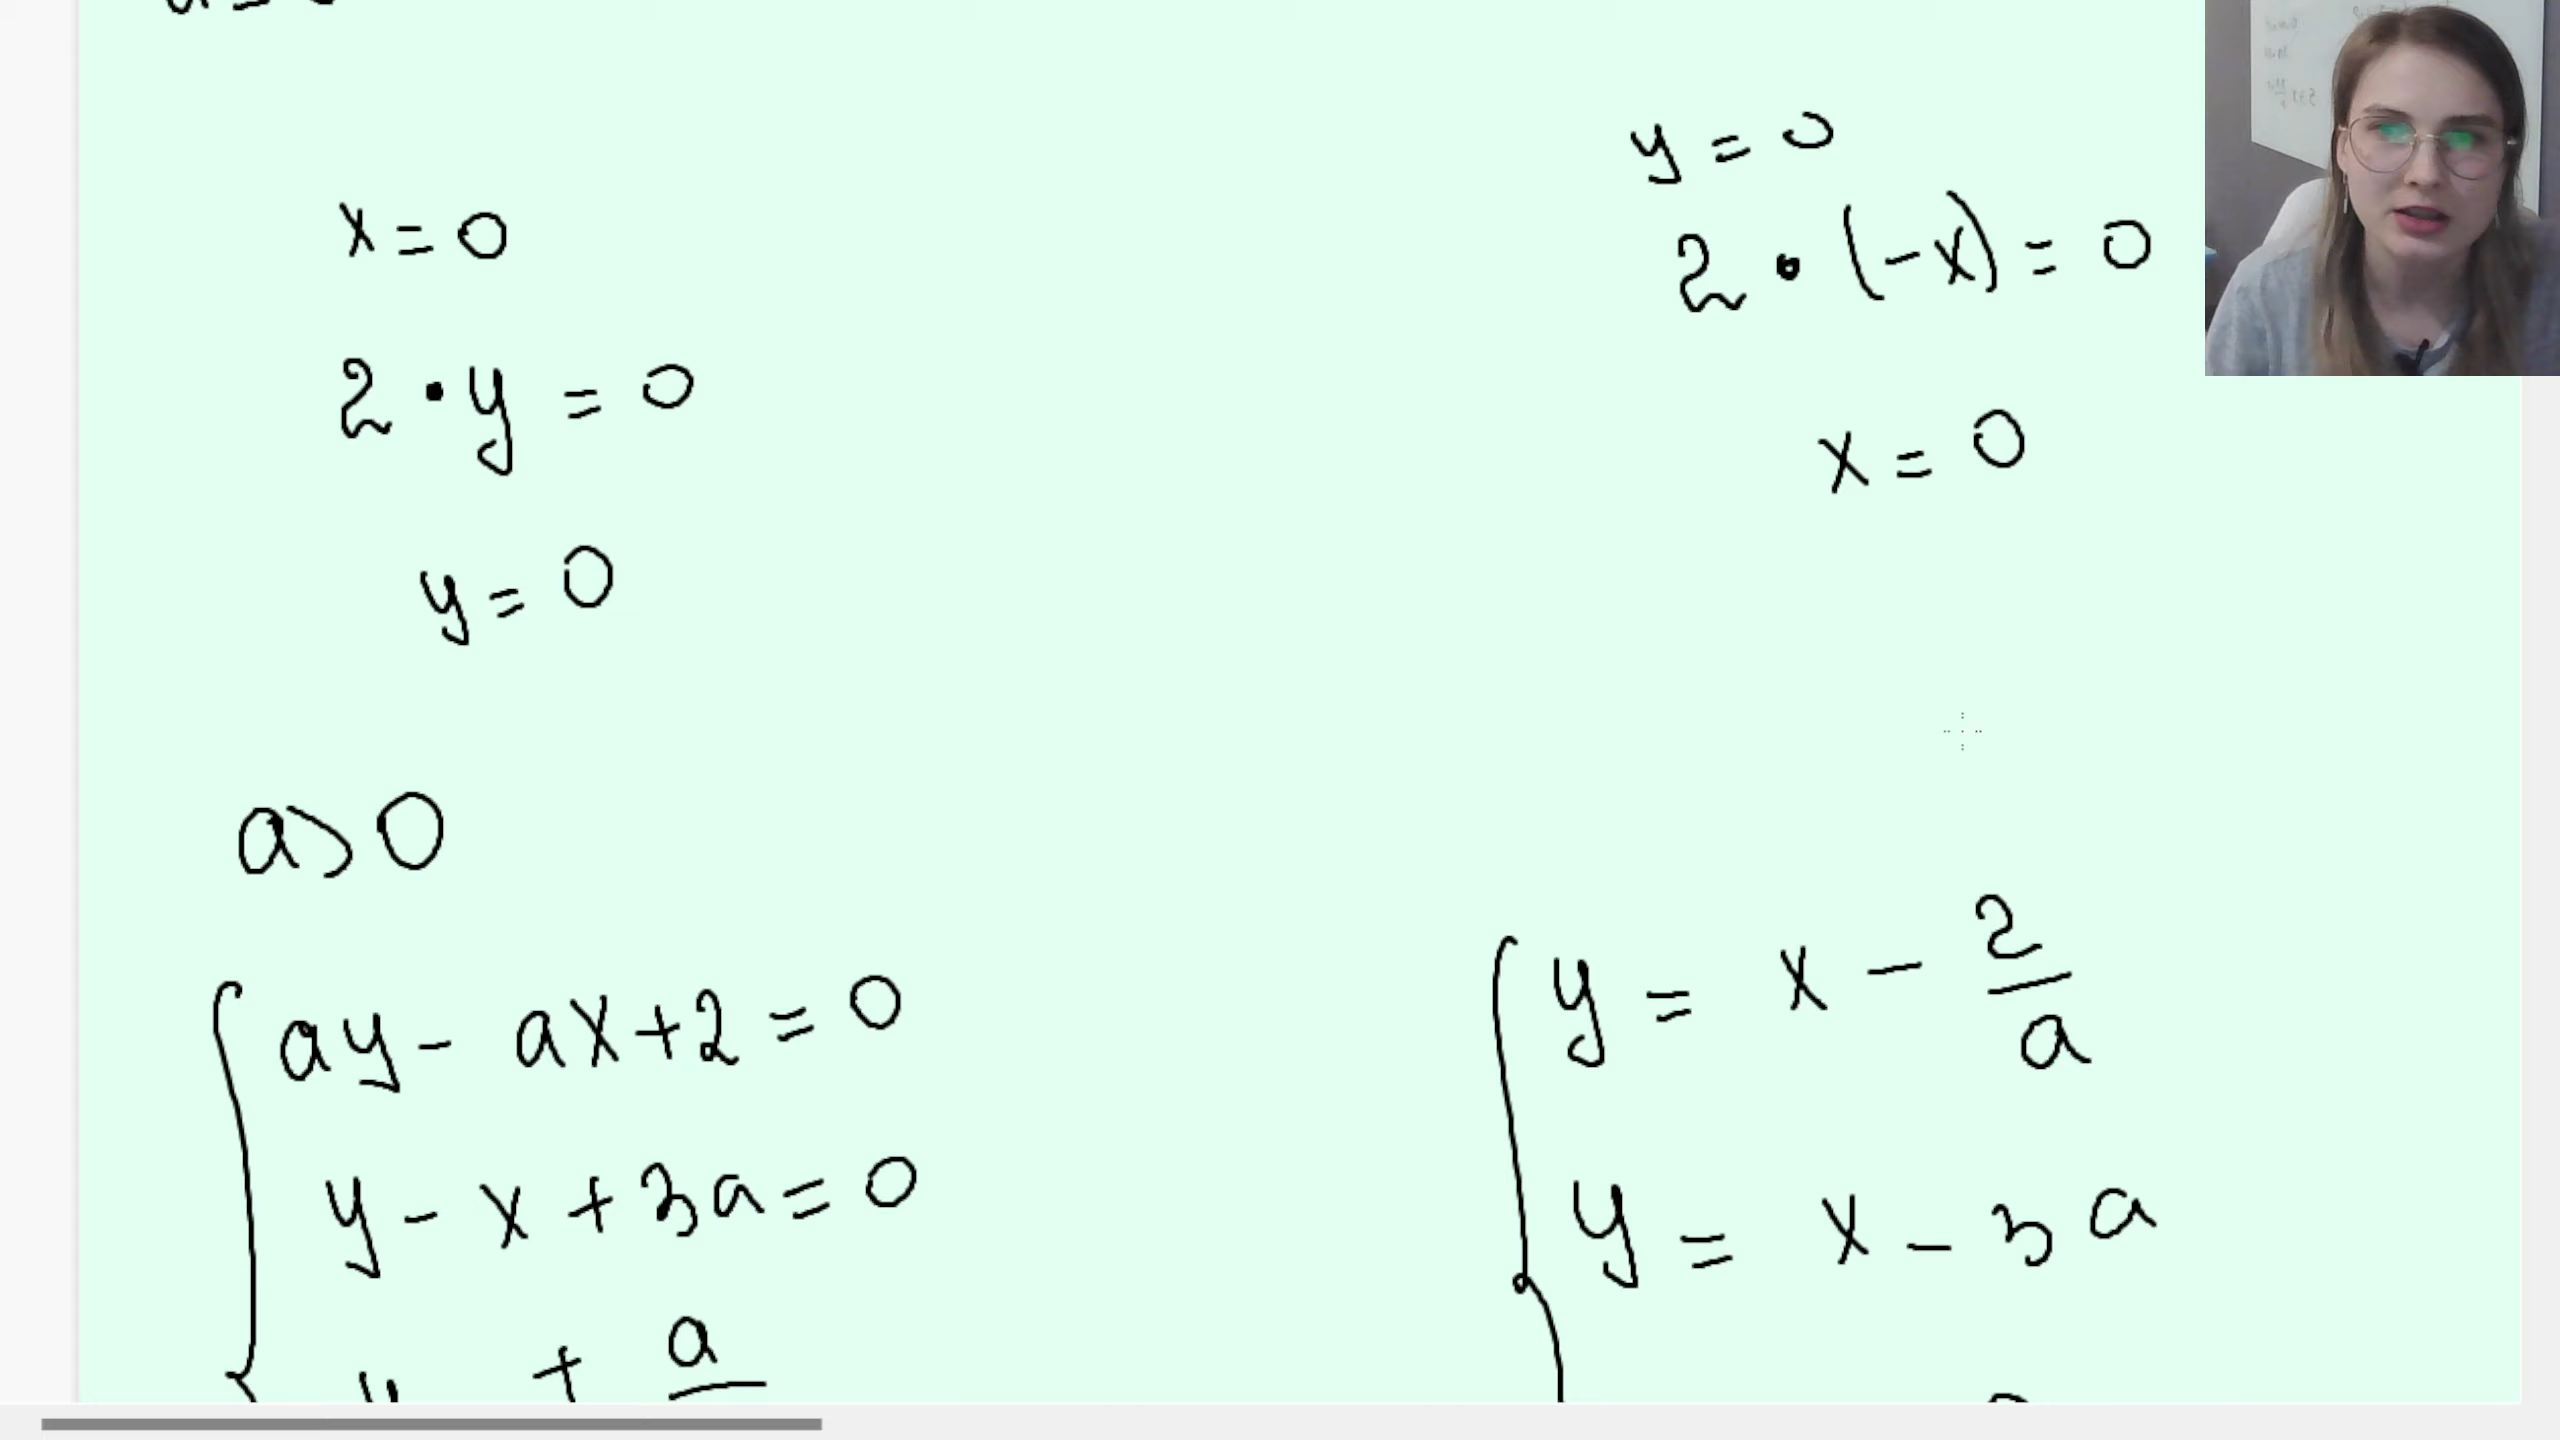 x = 0
2 · y = 0
y = 0
y = 0
2 · (-x) = 0
x = 0
a > 0
ay - ax + 2 = 0
y - x + 3a = 0
y = x - 2/a
y = x - 3a